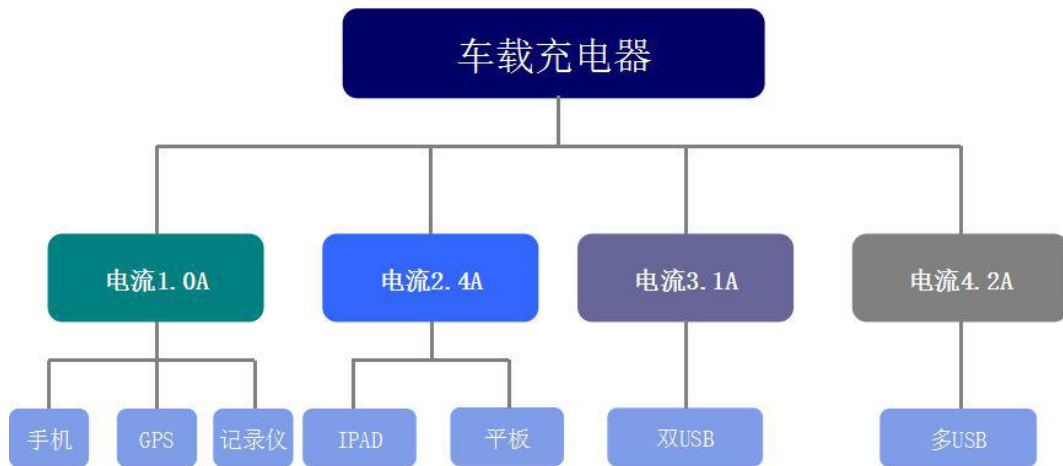 车载充电器
电流1.0A
电流2.4A
电流3.1A
电流4.2A
手机
GPS
记录仪
IPAD
平板
双USB
多USB